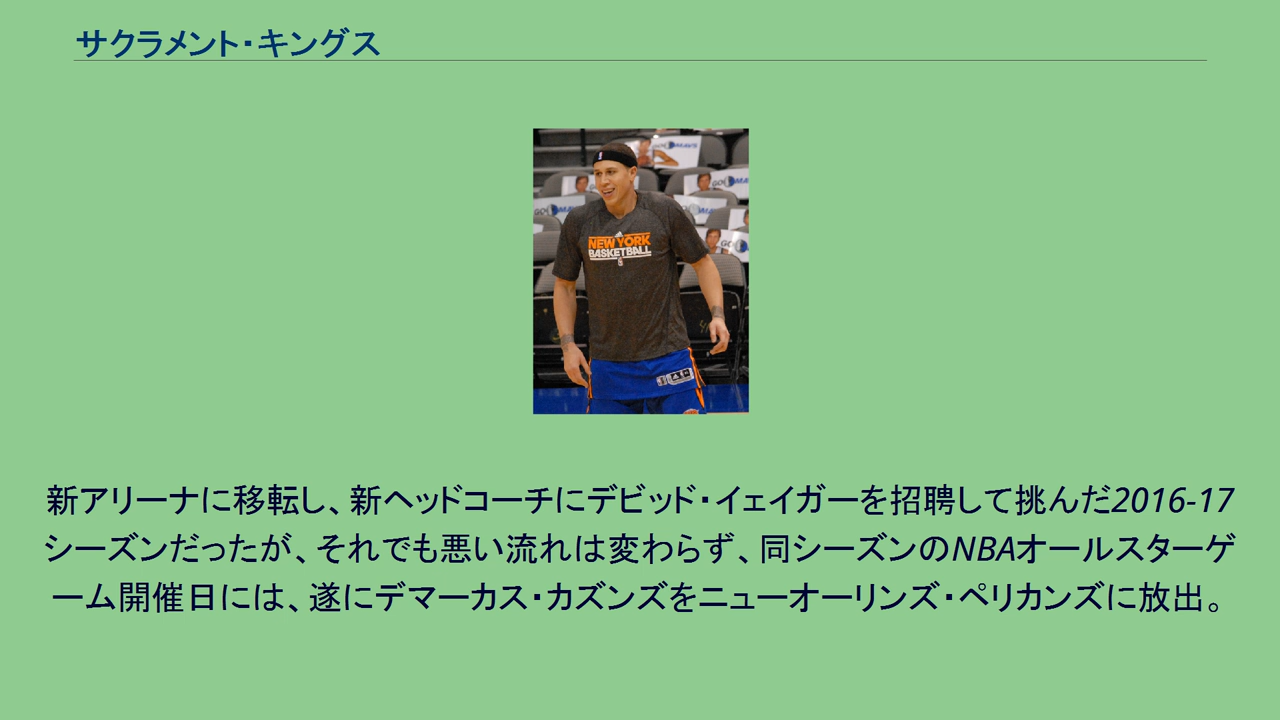 サクラメント・キングス
GO MAVS
NEW YORK
BASKETBALL
新アリーナに移転し、新ヘッドコーチにデビッド・イェイガーを招聘して挑んだ2016-17
シーズンだったが、それでも悪い流れは変わらず、同シーズンのNBAオールスターゲ
ーム開催日には、遂にデマーカス・カズンズをニューオーリンズ・ペリカンズに放出。